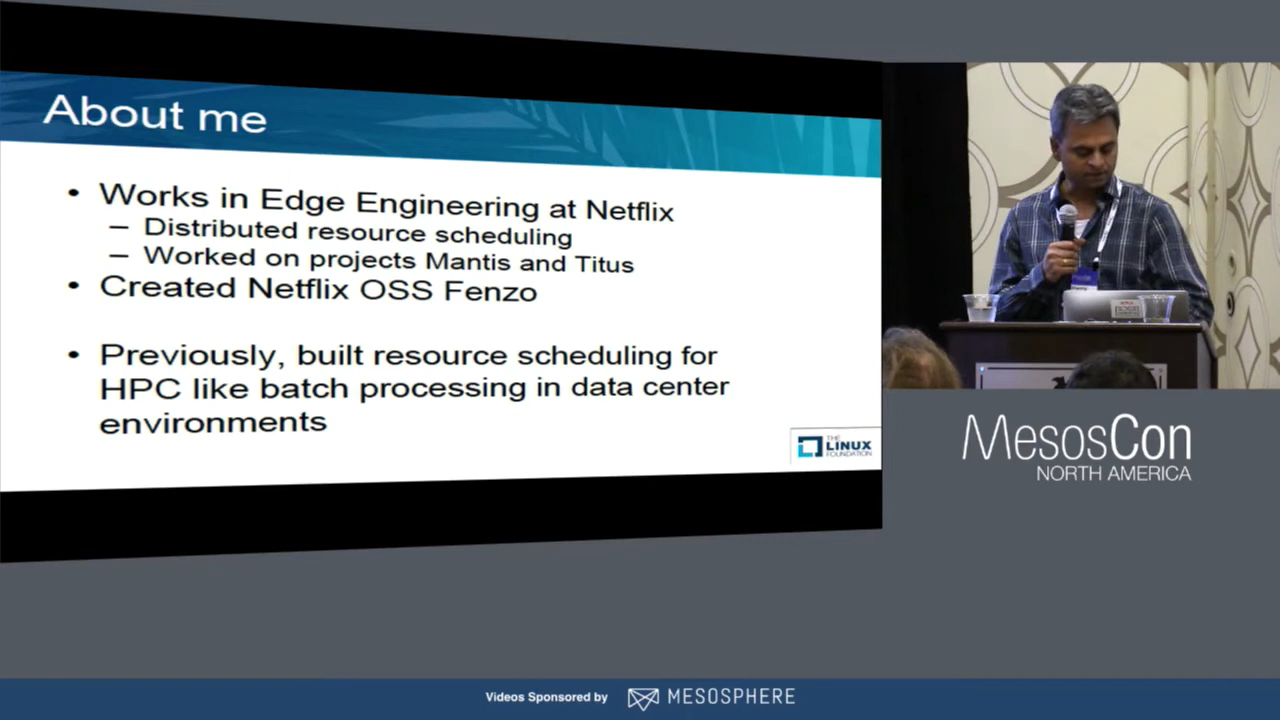 About me
• Works in Edge Engineering at Netflix
– Distributed resource scheduling
– Worked on projects Mantis and Titus
• Created Netflix OSS Fenzo
• Previously, built resource scheduling for
HPC like batch processing in data center
environments
THE
LINUX
FOUNDATION
MesosCon
NORTH AMERICA
Videos Sponsored by MESOSPHERE